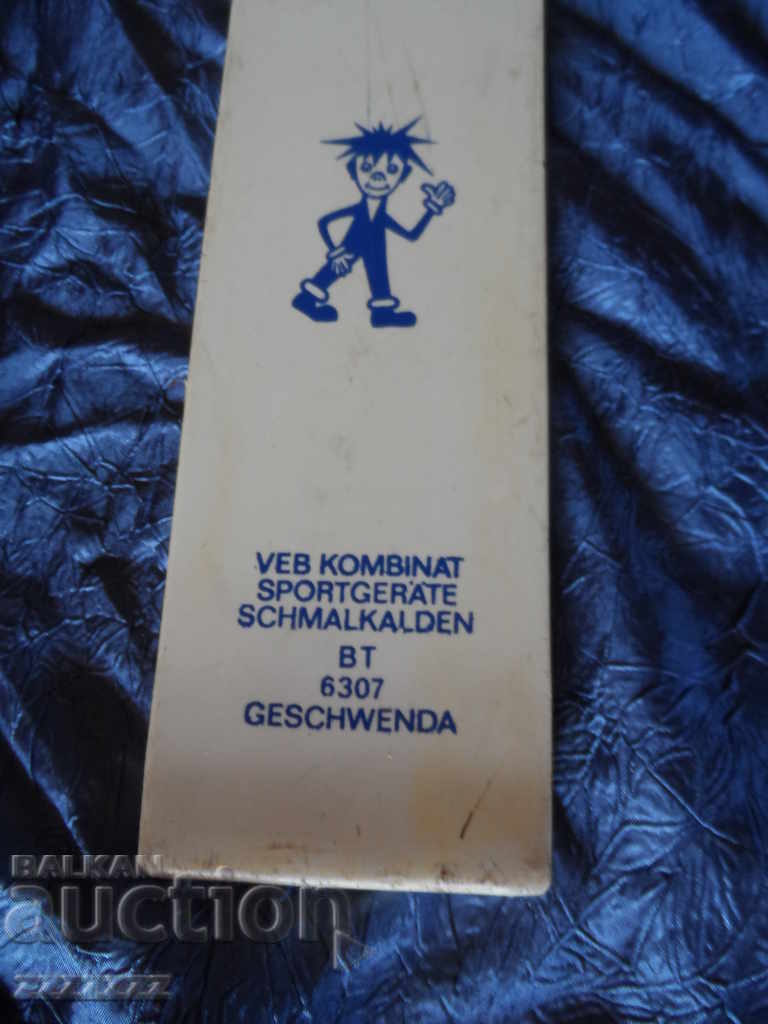 VEB KOMBINAT
SPORTGERÄTE
SCHMALKALDEN
BT
6307
GESCHWENDA
BALKAN
auction